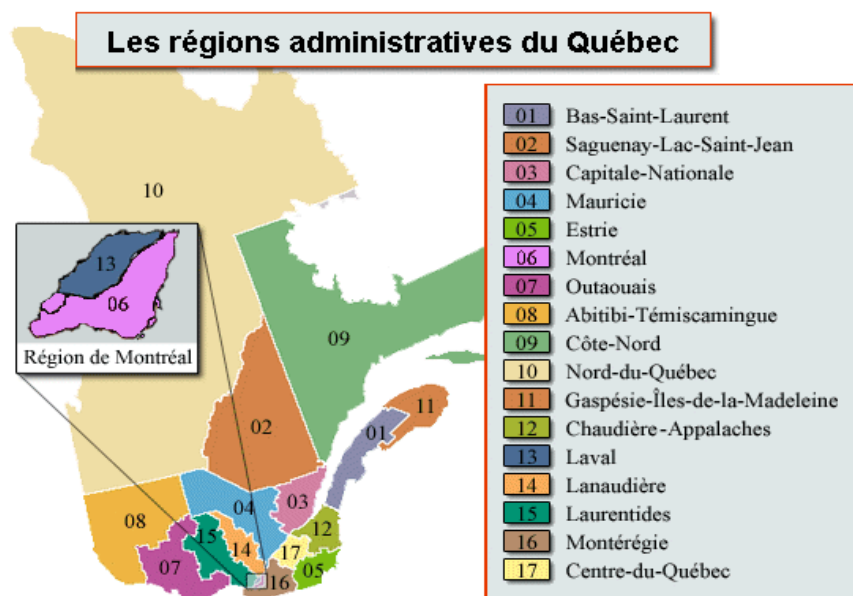 Les régions administratives du Québec
01 Bas-Saint-Laurent
02 Saguenay-Lac-Saint-Jean
03 Capitale-Nationale
04 Mauricie
05 Estrie
06 Montréal
07 Outaouais
08 Abitibi-Témiscamingue
09 Côte-Nord
10 Nord-du-Québec
11 Gaspésie-Îles-de-la-Madeleine
12 Chaudière-Appalaches
13 Laval
14 Lanaudière
15 Laurentides
16 Montérégie
17 Centre-du-Québec
10
13
06
Région de Montréal
09
11
02
01
03
04
08
15
12
14
17
07
16
05